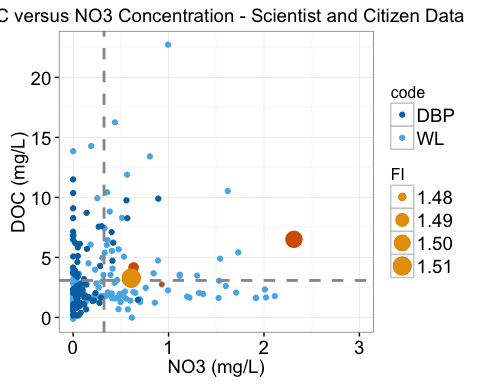 C versus NO3 Concentration - Scientist and Citizen Data
DOC (mg/L)
20
15
10
5
0
0 1 2 3
NO3 (mg/L)
code
DBP
WL
FI
1.48
1.49
1.50
1.51